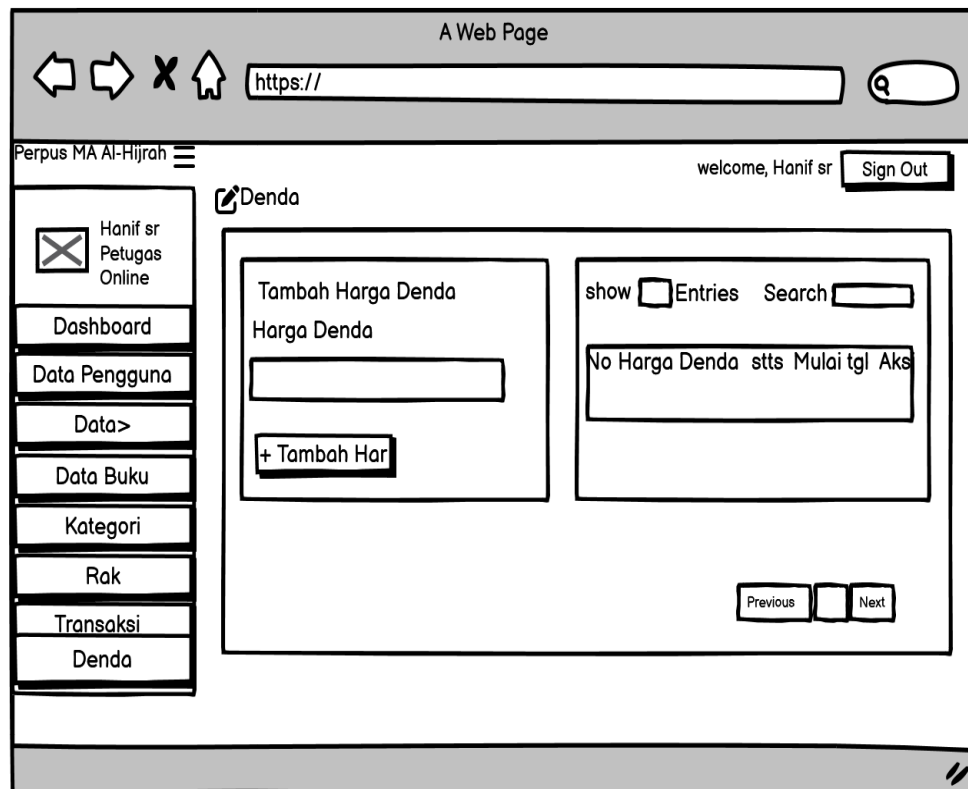 A Web Page
https://
Perpus MA Al-Hijrah
welcome, Hanif sr
Sign Out
Denda
Hanif sr
Petugas
Online
Dashboard
Data Pengguna
Data>
Data Buku
Kategori
Rak
Transaksi
Denda
Tambah Harga Denda
Harga Denda
+ Tambah Har
show Entries Search
No Harga Denda stts Mulai tgl Aksi
Previous
Next